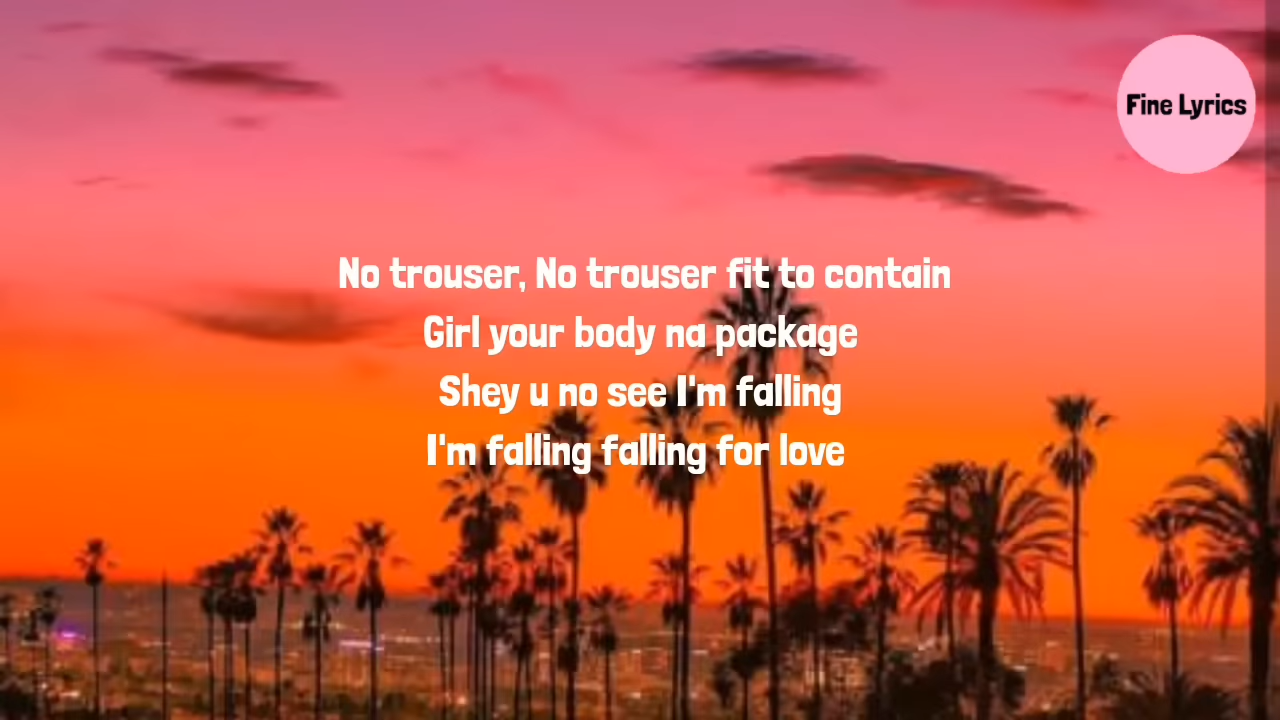 Fine Lyrics
No trouser, No trouser fit to contain
Girl your body na package
Shey u no see I'm falling
I'm falling falling for love